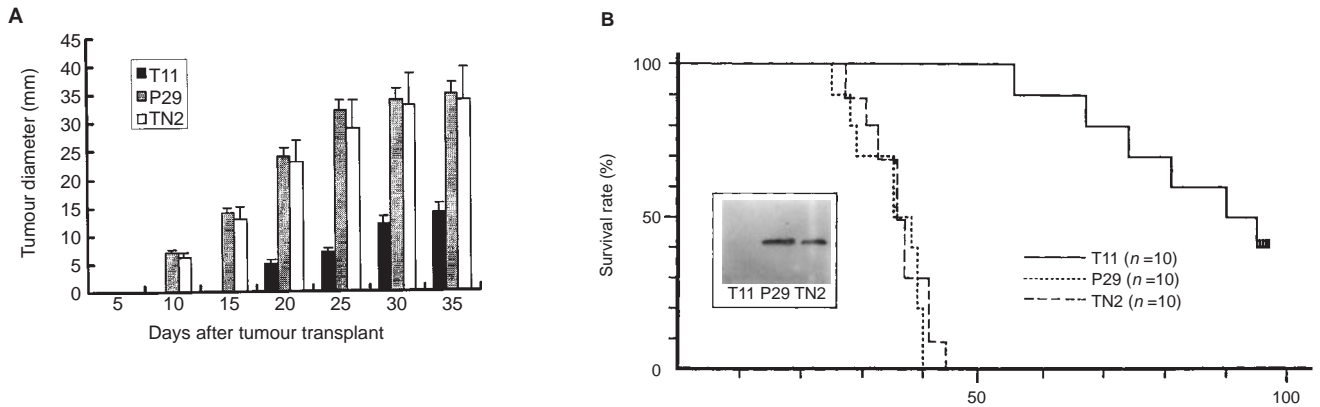 A
Tumour diameter (mm)
45
40
35
30
25
20
15
10
5
0
T11
P29
TN2
5 10 15 20 25 30 35
Days after tumour transplant
B
Survival rate (%)
100
50
0
T11 P29 TN2
T11 (n =10)
P29 (n =10)
TN2 (n =10)
50 100